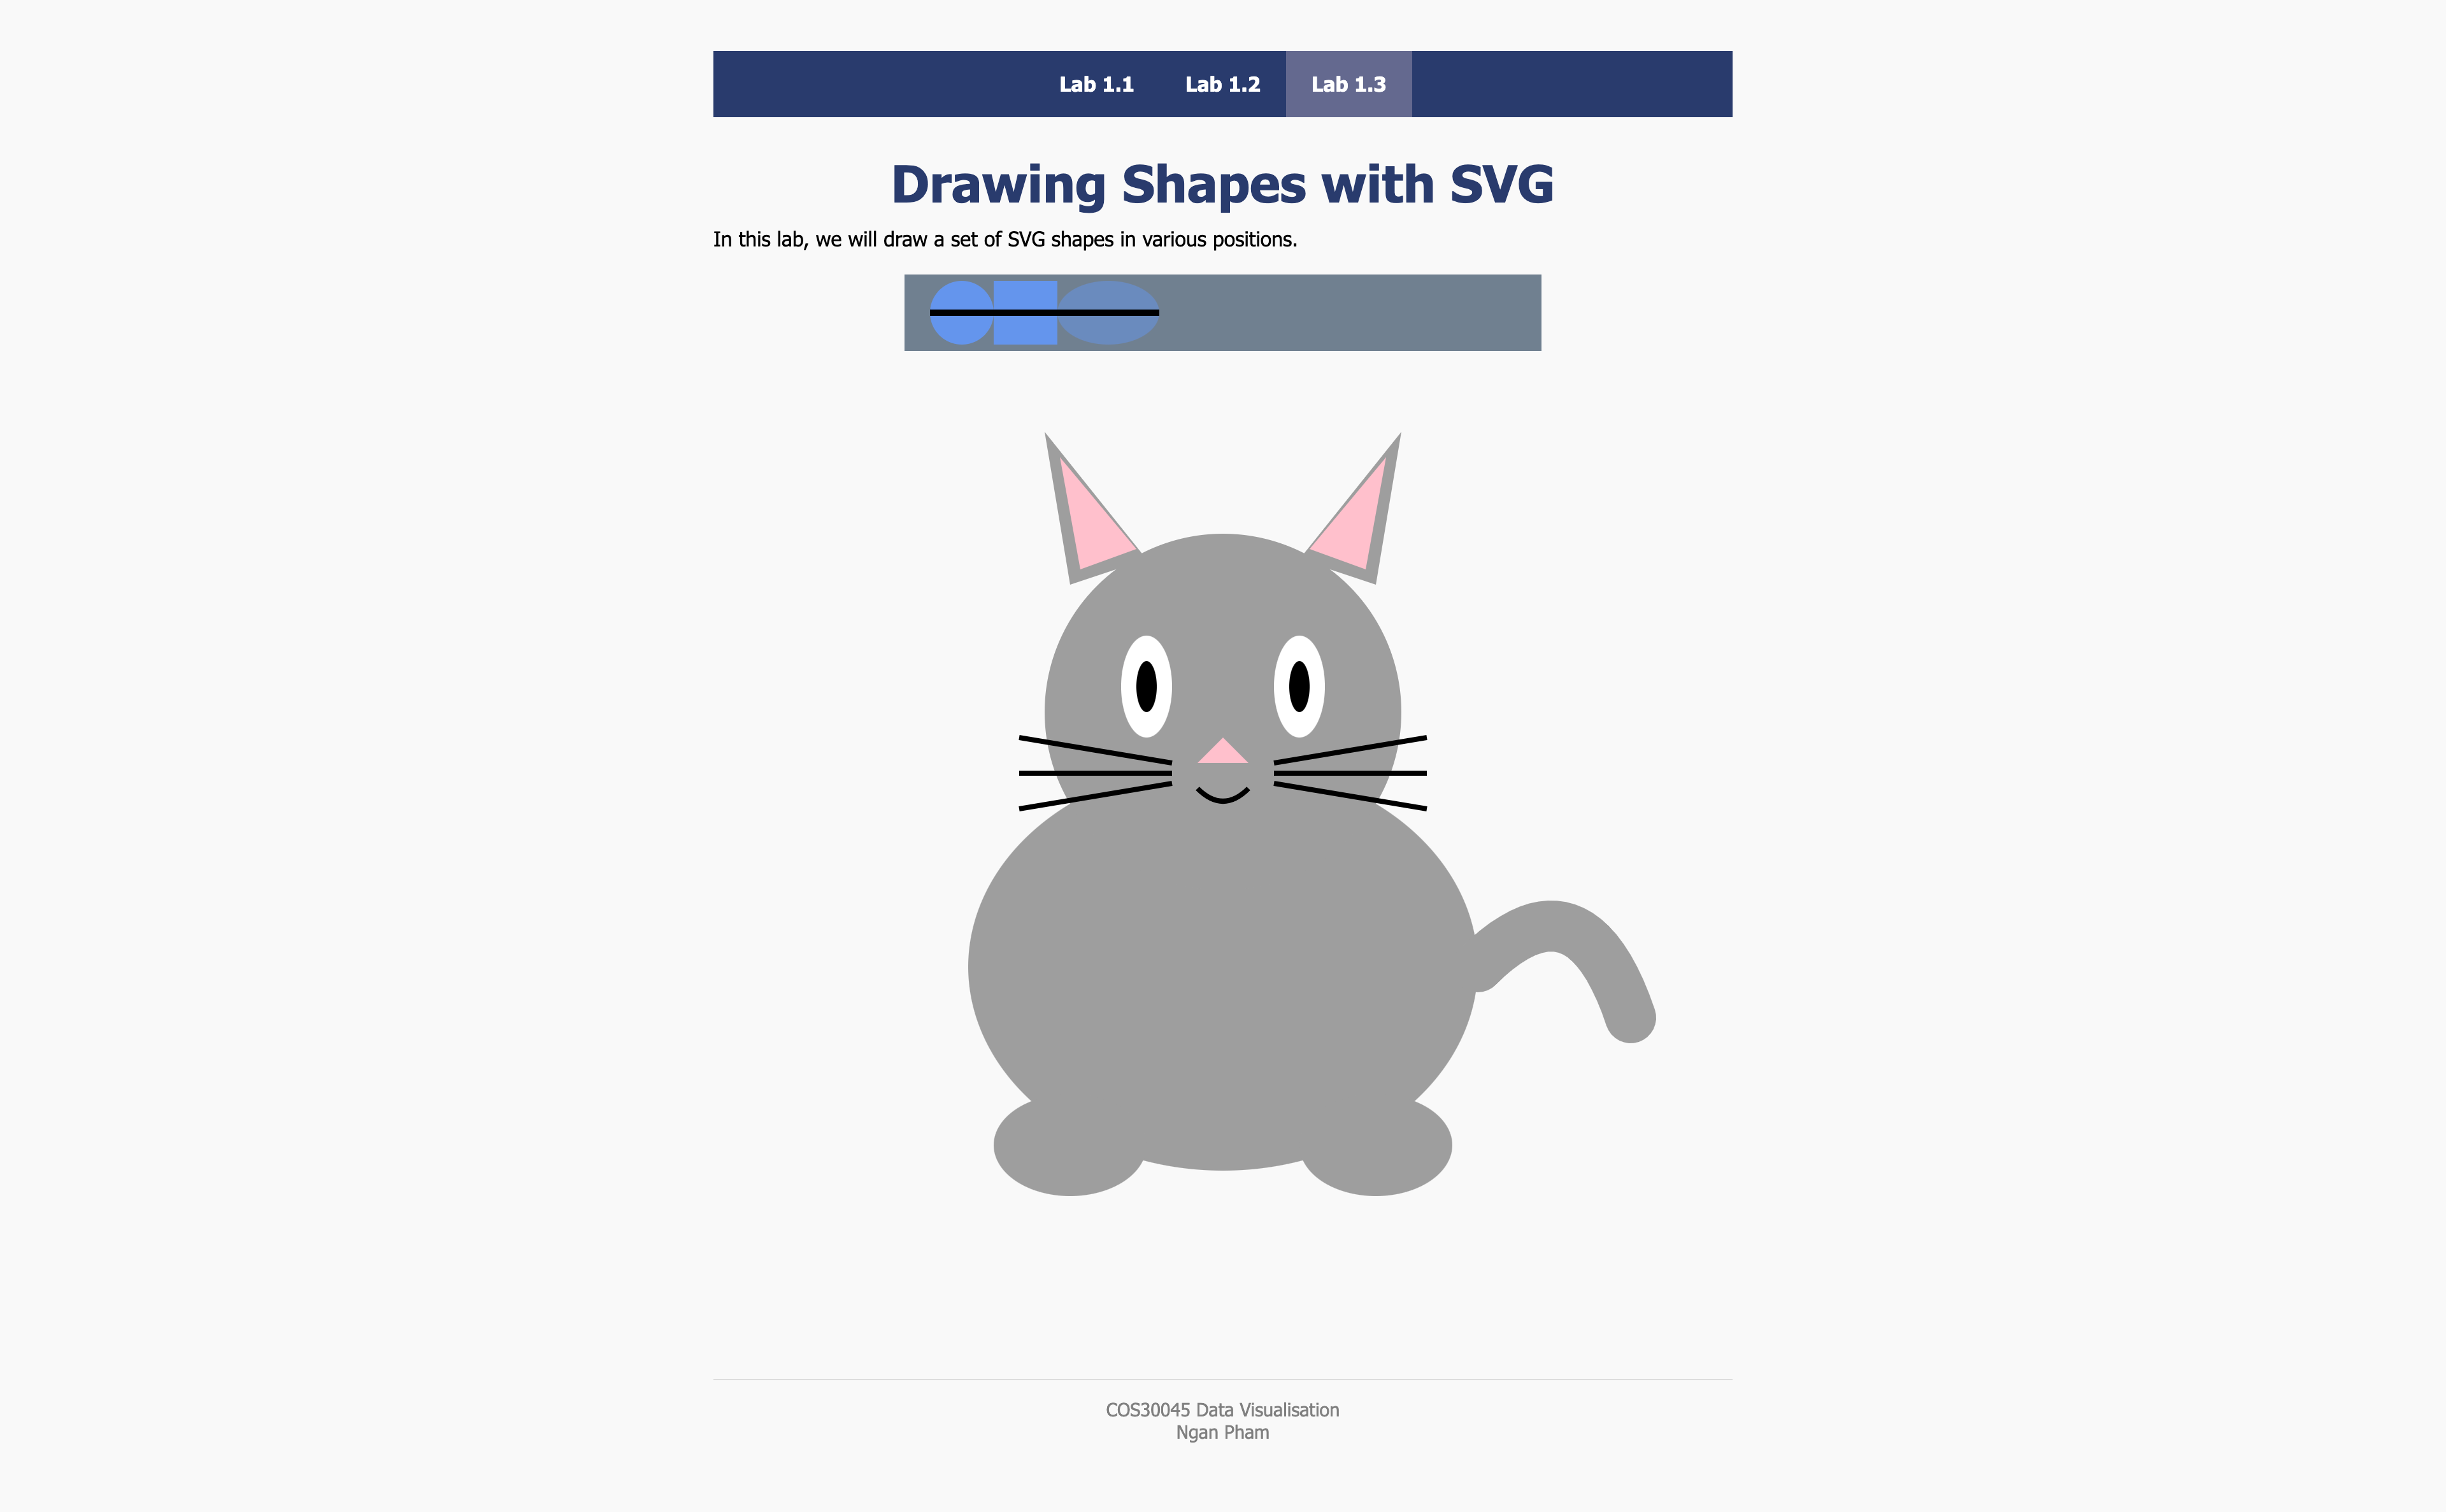 Lab 1.1 Lab 1.2 Lab 1.3
Drawing Shapes with SVG
In this lab, we will draw a set of SVG shapes in various positions.
COS30045 Data Visualisation
Ngan Pham